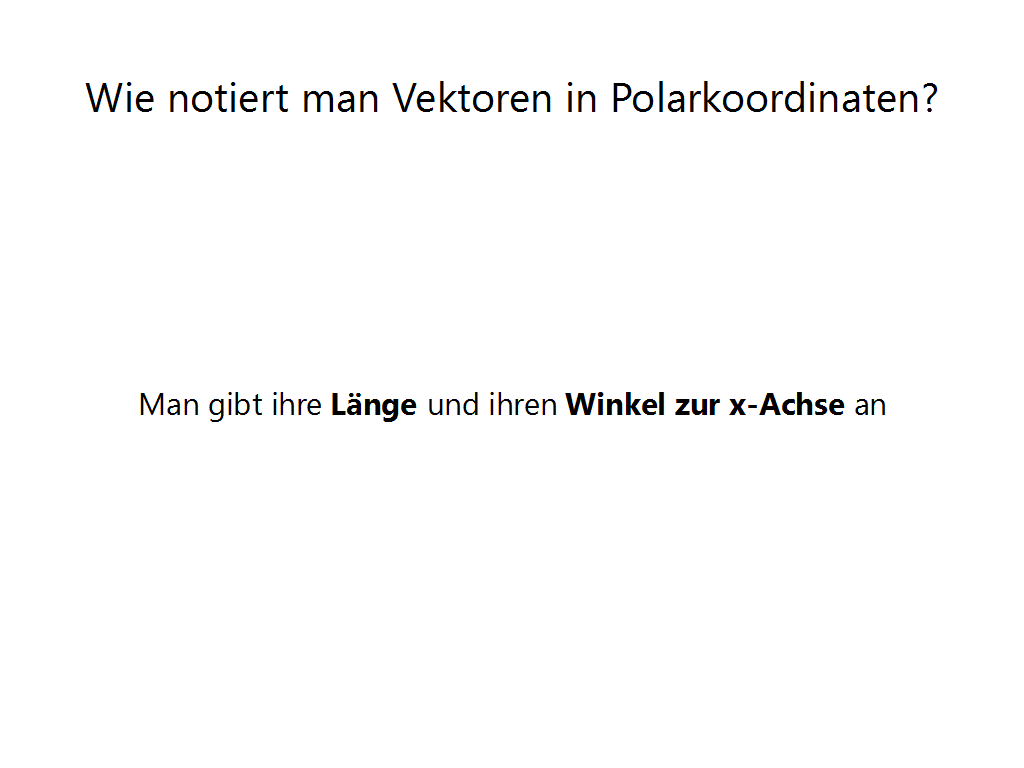 Wie notiert man Vektoren in Polarkoordinaten?
Man gibt ihre Länge und ihren Winkel zur x-Achse an